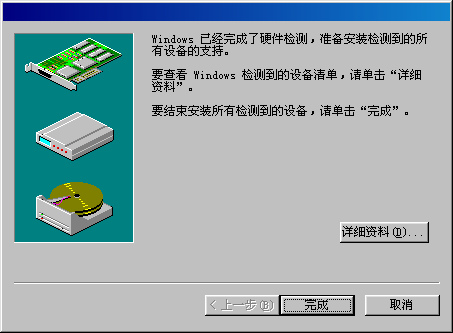 Windows 已经完成了硬件检测，准备安装检测到的所
有设备的支持。
要查看 Windows 检测到的设备清单，请单击“详细
资料”。
要结束安装所有检测到的设备，请单击“完成”。
详细资料(D)...
< 上一步(B)
完成
取消